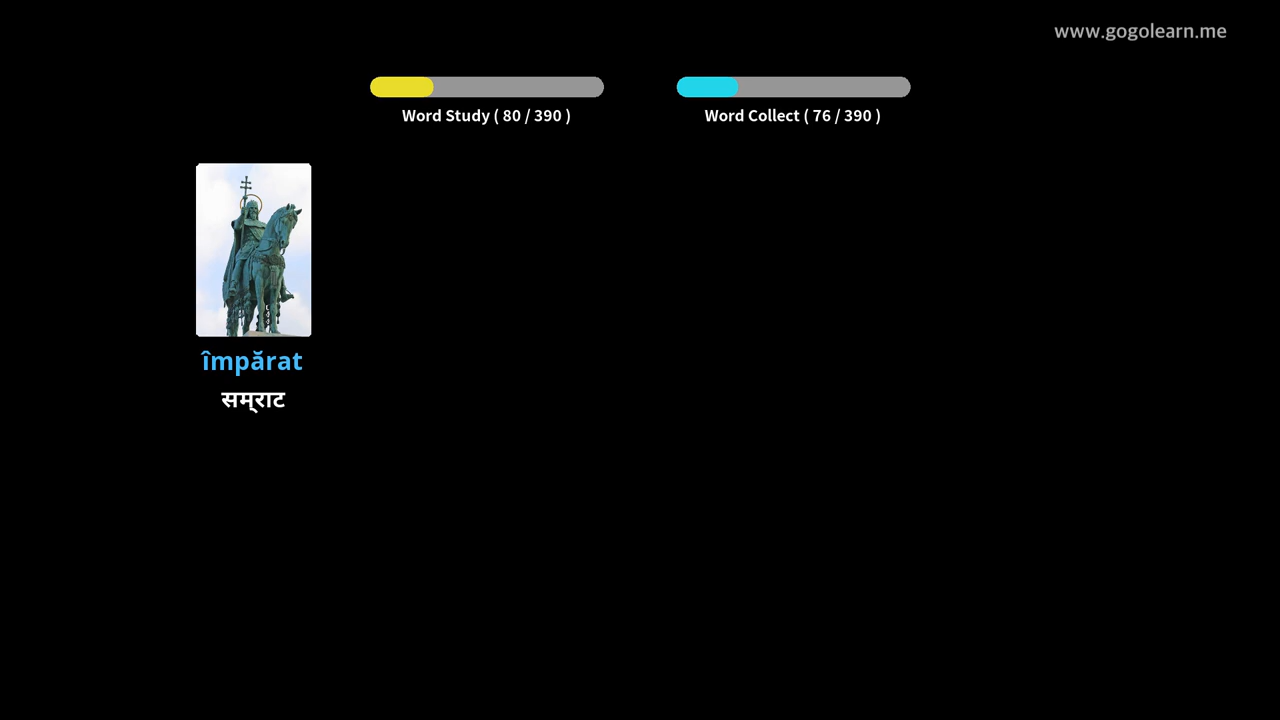 www.gogolearn.me
Word Study ( 80 / 390 )
Word Collect ( 76 / 390 )
împărat
सम्राट